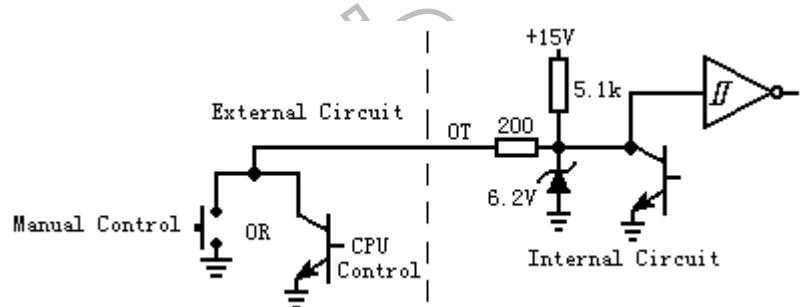 +15V
5.1k
External Circuit
OT
200
6.2V
Manual Control
OR
CPU
Control
Internal Circuit